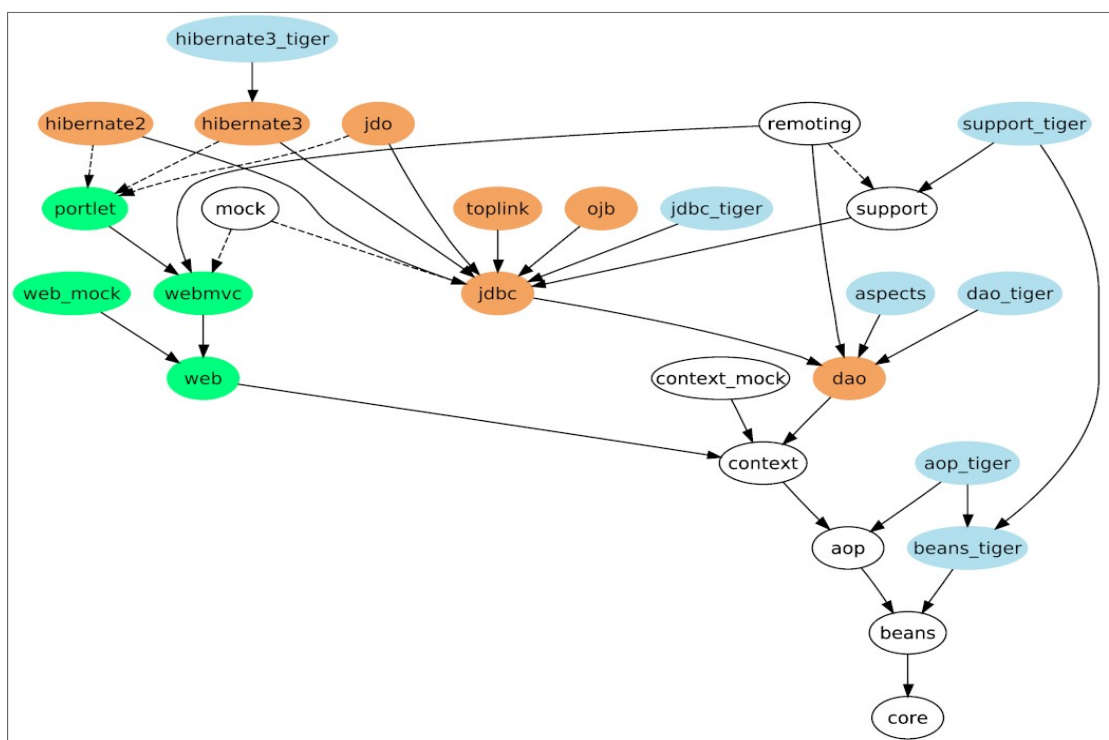 hibernate3_tiger
hibernate2
hibernate3
jdo
remoting
support_tiger
portlet
mock
toplink
ojb
jdbc_tiger
support
web_mock
webmvc
jdbc
aspects
dao_tiger
web
context_mock
dao
context
aop_tiger
aop
beans_tiger
beans
core